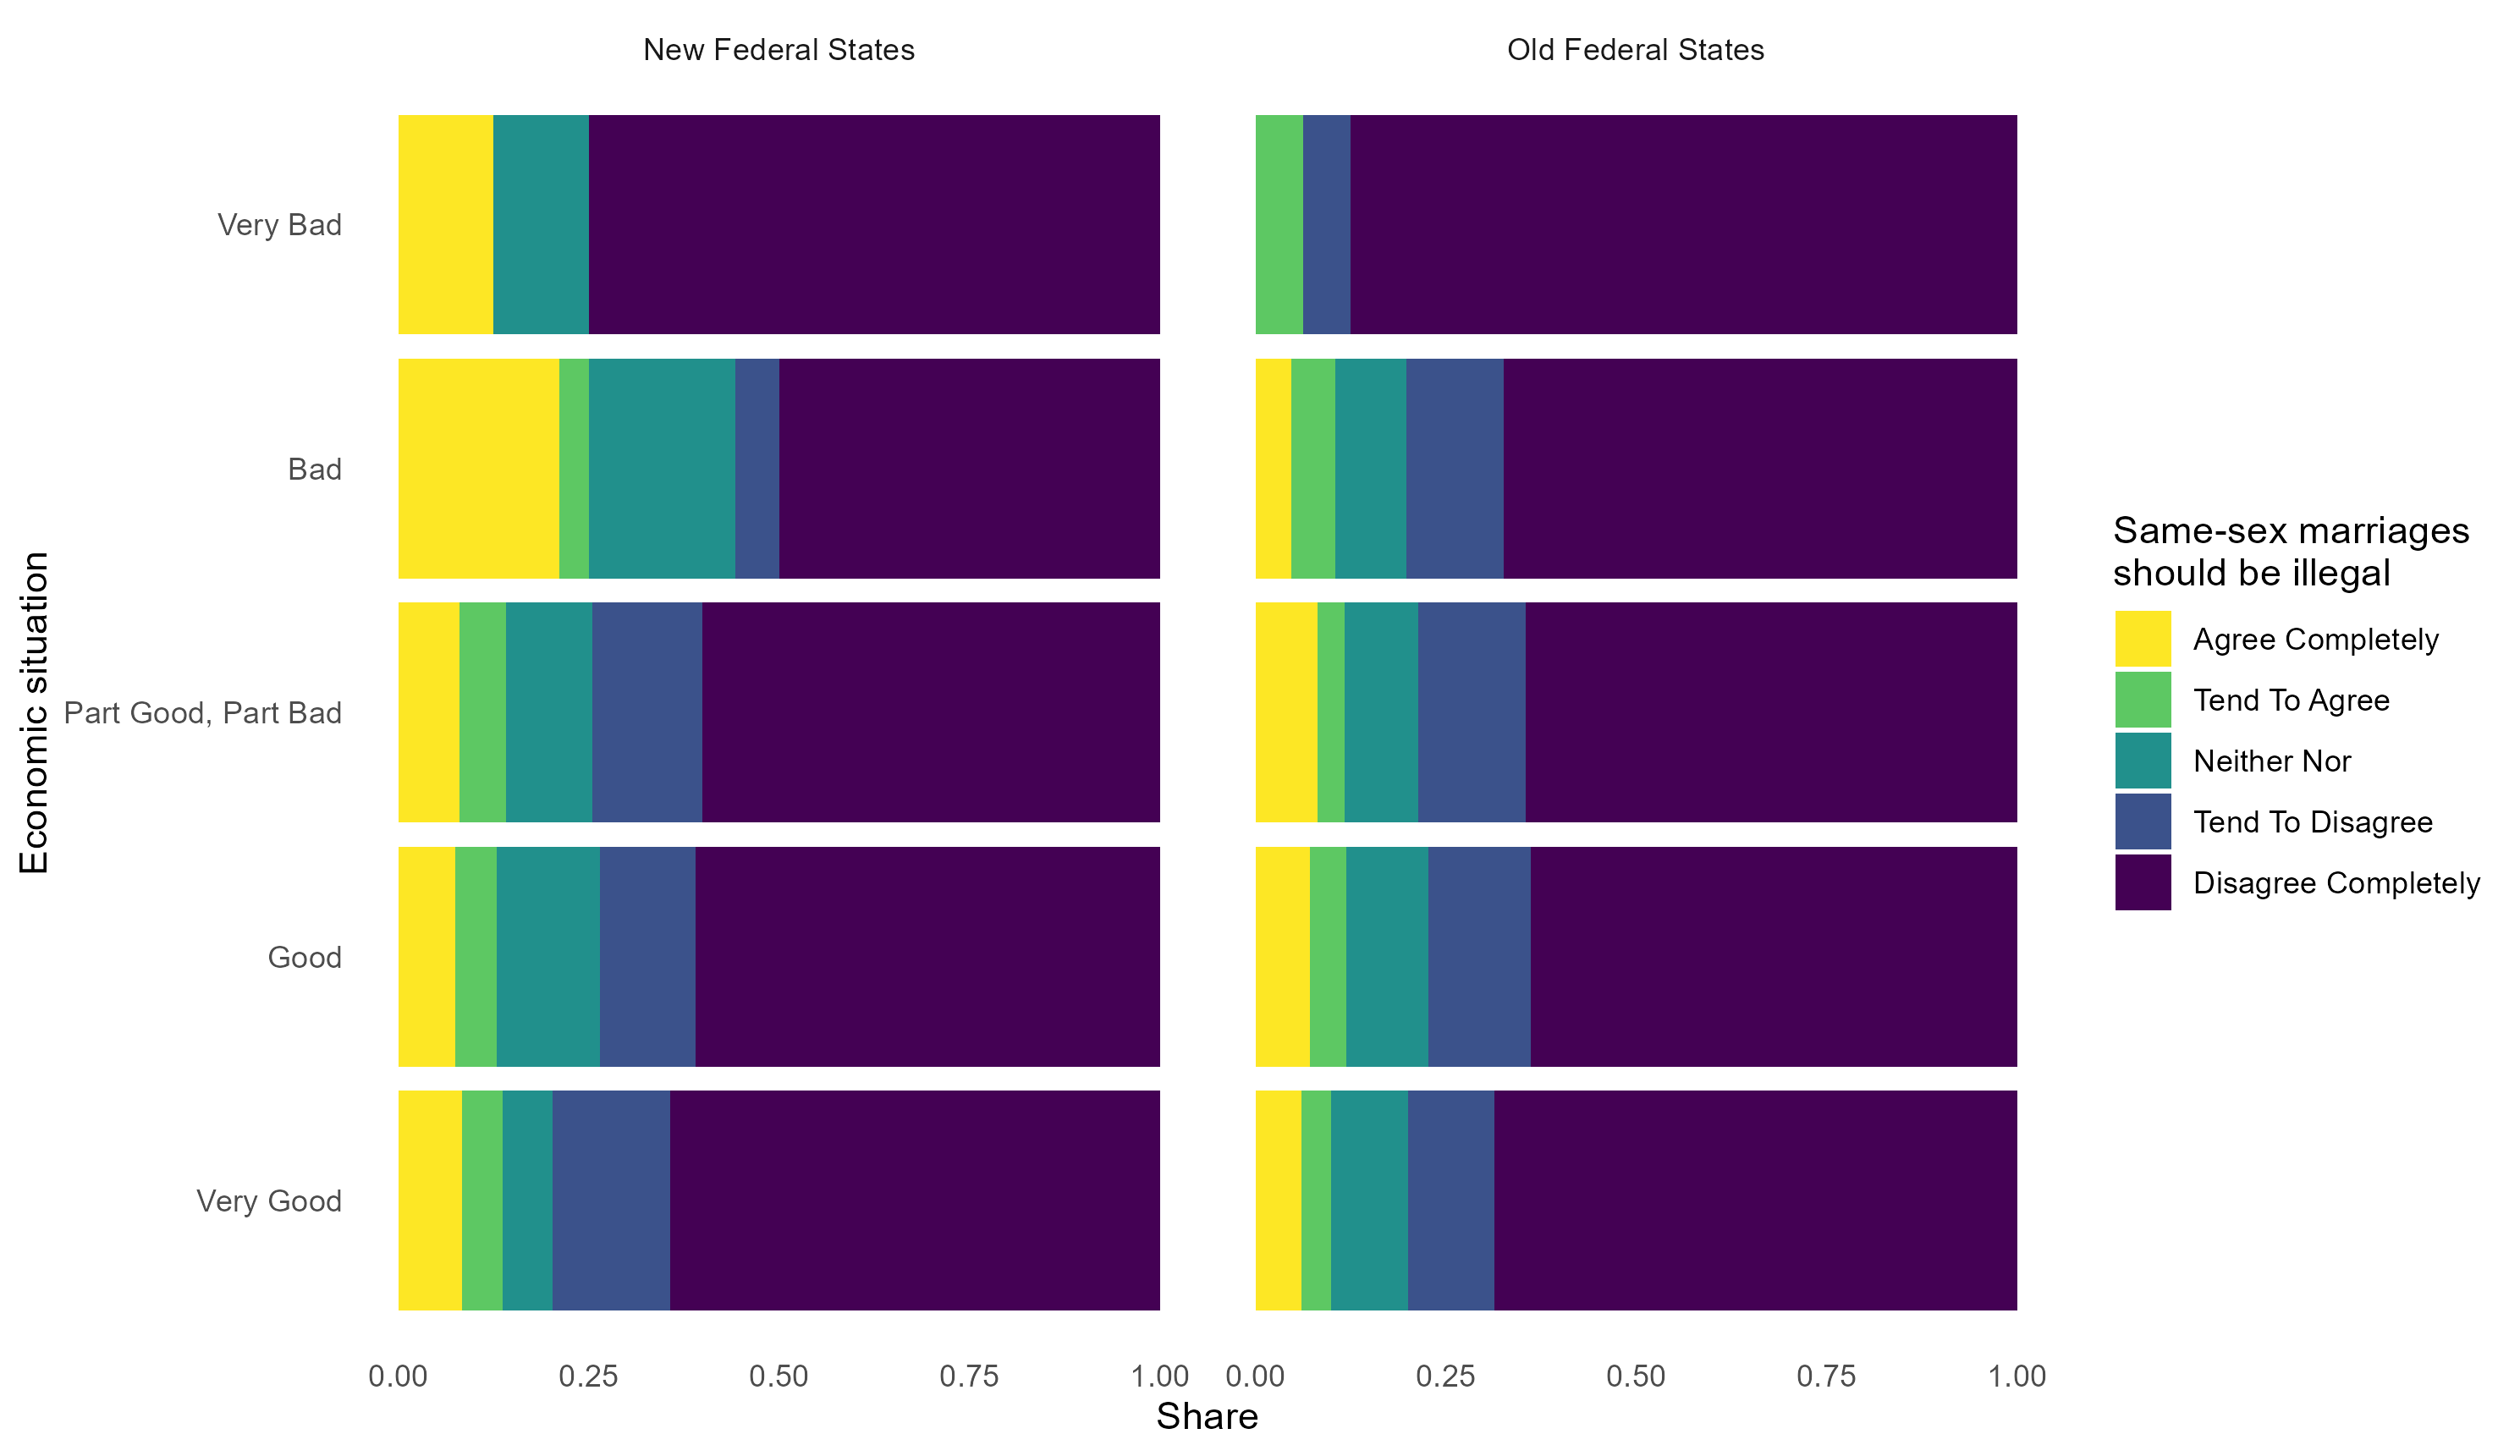 New Federal States
Old Federal States
Economic situation
Very Bad
Bad
Part Good, Part Bad
Good
Very Good
0.00 0.25 0.50 0.75 1.00
0.00 0.25 0.50 0.75 1.00
Share
Same-sex marriages
should be illegal
Agree Completely
Tend To Agree
Neither Nor
Tend To Disagree
Disagree Completely